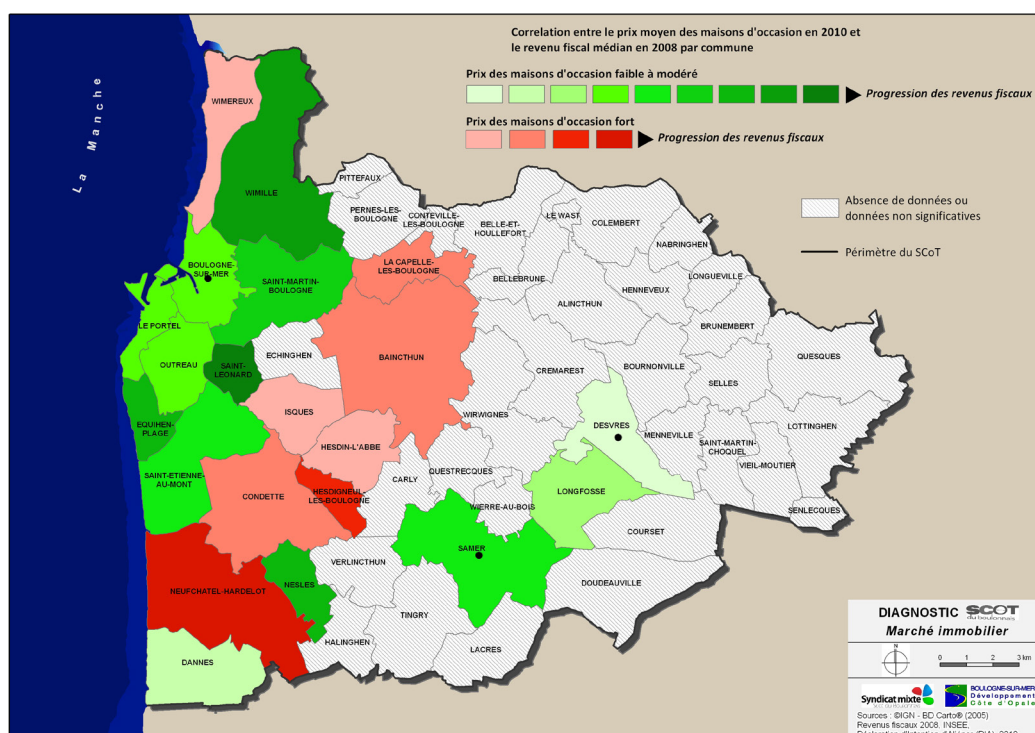 Correlation entre le prix moyen des maisons d'occasion en 2010 et
le revenu fiscal médian en 2008 par commune
Prix des maisons d'occasion faible à modéré
Progression des revenus fiscaux
Prix des maisons d'occasion fort
Progression des revenus fiscaux
Absence de données ou
données non significatives
Périmètre du SCoT
La Manche
WIMEREUX
WIMILLE
PITTEFAUX
PERNES-LES-
BOULOGNE
CONTEVILLE-
LES-BOULOGNE
BELLE-ET-
HOULLEFORT
LE WAST
COLEMBERT
NABRINGHEN
BOULOGNE-
SUR-MER
SAINT-MARTIN-
BOULOGNE
LA CAPELLE-
LES-BOULOGNE
BELLEBRUNE
HENNEVEUX
LONGUEVILLE
ALINCTHUN
BRUNEMBERT
LE PORTEL
OUTREAU
SAINT-
LEONARD
ECHINGHEN
BAINCTHUN
CREMAREST
BOURNONVILLE
QUESQUES
SELLES
EQUIHEN-
PLAGE
ISQUES
HESDIN-L'ABBE
WIRWIGNES
DESVRES
MENNEVILLE
SAINT-MARTIN-
CHOQUEL
LOTTINGHEN
VIEIL-MOUTIER
SAINT-ETIENNE-
AU-MONT
CONDETTE
HESDIGNEUL-
LES-BOULOGNE
CARLY
QUESTRECQUES
WIERRE-AU-BOIS
LONGFOSSE
COURSET
SENLECQUES
SAMER
VERLINCTHUN
NESLES
NEUFCHATEL-HARDELOT
TINGRY
DOUDEAUVILLE
HALINGHEN
LACRES
DANNES
DIAGNOSTIC SCOT
du boulonnais
Marché immobilier
0 1 2 3 km
Syndicat mixte
BOULOGNE-SUR-MER
Développement
Côte d'Opale
Sources : ©IGN - BD Carto® (2005)
Revenus fiscaux 2008, INSEE,